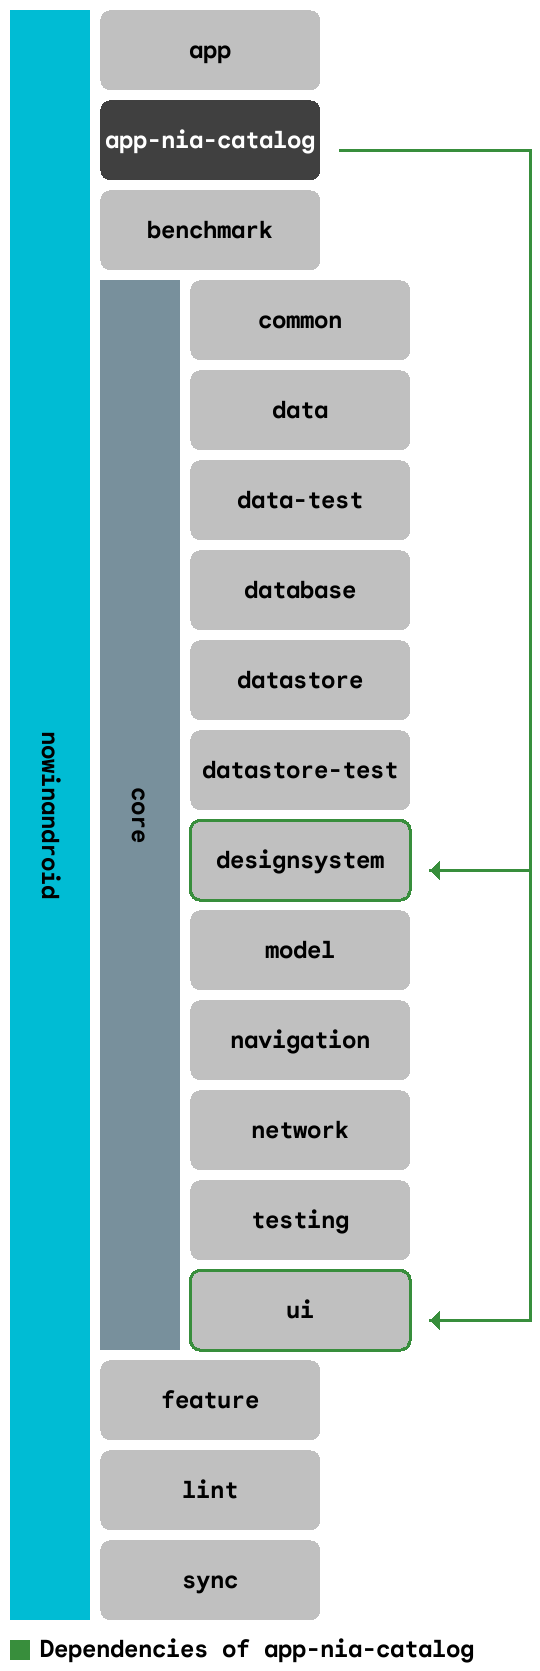 nowinandroid
app
app-nia-catalog
benchmark
core
common
data
data-test
database
datastore
datastore-test
designsystem
model
navigation
network
testing
ui
feature
lint
sync
Dependencies of app-nia-catalog